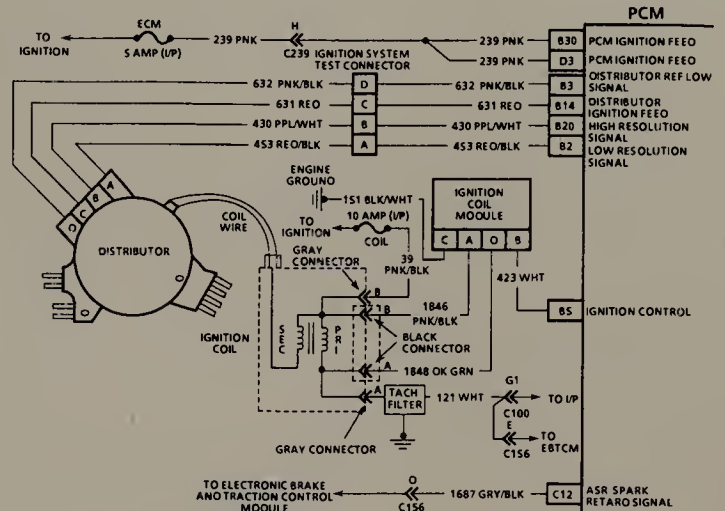 PCM
ECM
TO IGNITION
5 AMP (I/P)
239 PNK
H
C239 IGNITION SYSTEM TEST CONNECTOR
239 PNK
B30
PCM IGNITION FEEO
239 PNK
D3
PCM IGNITION FEEO
632 PNK/BLK
D
632 PNK/BLK
B3
DISTRIBUTOR REF LOW SIGNAL
631 REO
C
631 REO
B14
DISTRIBUTOR IGNITION FEEO
430 PPL/WHT
B
430 PPL/WHT
B20
HIGH RESOLUTION SIGNAL
453 REO/BLK
A
453 REO/BLK
B2
LOW RESOLUTION SIGNAL
A
B
C
D
DISTRIBUTOR
O
O
COIL WIRE
ENGINE GROUND
151 BLK/WHT
TO IGNITION
10 AMP (I/P)
COIL
IGNITION COIL MODULE
C
A
O
B
GRAY CONNECTOR
39 PNK/BLK
423 WHT
B5
IGNITION CONTROL
B
B
1846 PNK/BLK
IGNITION COIL
SEC
PRI
BLACK CONNECTOR
A
1848 OK GRN
A
TACH FILTER
121 WHT
G1
C100
TO I/P
E
C156
TO EBTCM
GRAY CONNECTOR
TO ELECTRONIC BRAKE ANO TRACTION CONTROL MODULE
O
C156
1687 GRY/BLK
C12
ASR SPARK RETARO SIGNAL